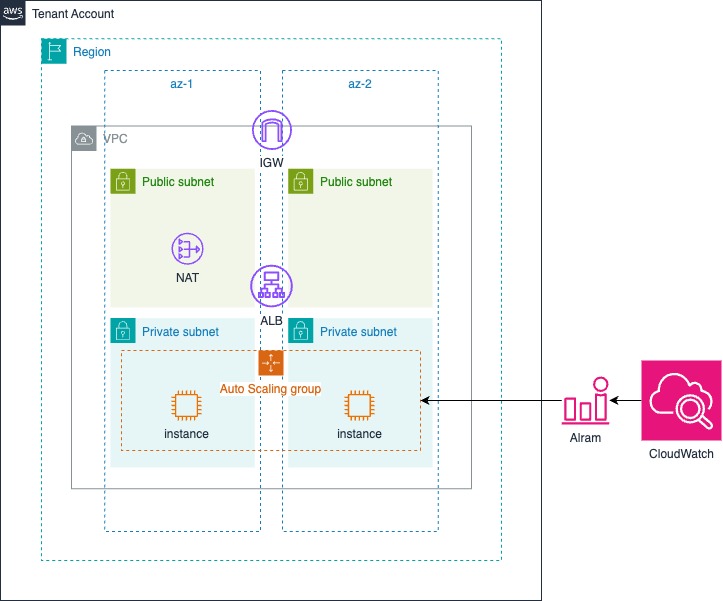 aws
Tenant Account
Region
az-1
az-2
VPC
IGW
Public subnet
Public subnet
NAT
ALB
Private subnet
Private subnet
Auto Scaling group
instance
instance
Alram
CloudWatch